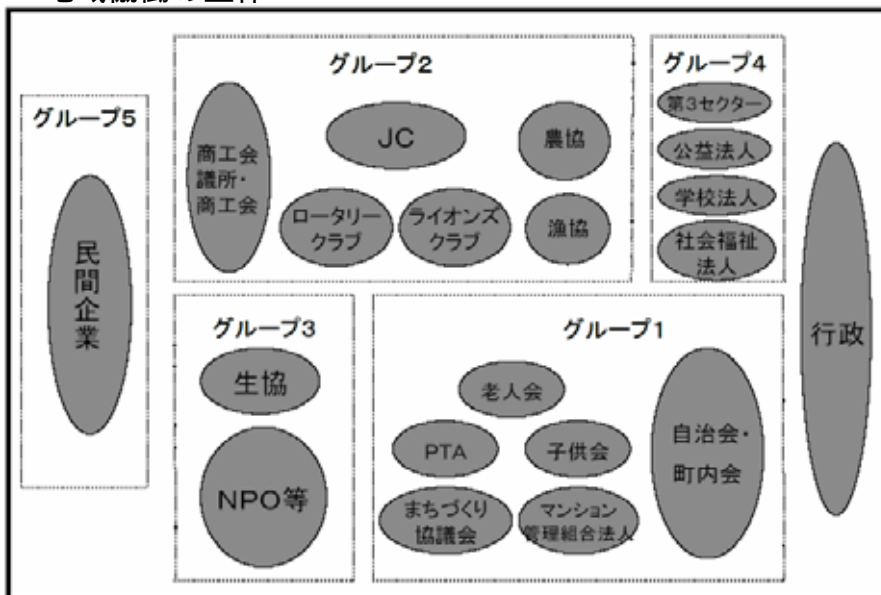 グループ2
商工会
議所・
商工会
JC
農協
ロータリー
クラブ
ライオンズ
クラブ
漁協
グループ4
第3セクター
公益法人
学校法人
社会福祉
法人
グループ5
民間企業
グループ3
生協
NPO等
グループ1
老人会
PTA
子供会
まちづくり
協議会
マンション
管理組合法人
自治会・
町内会
行政